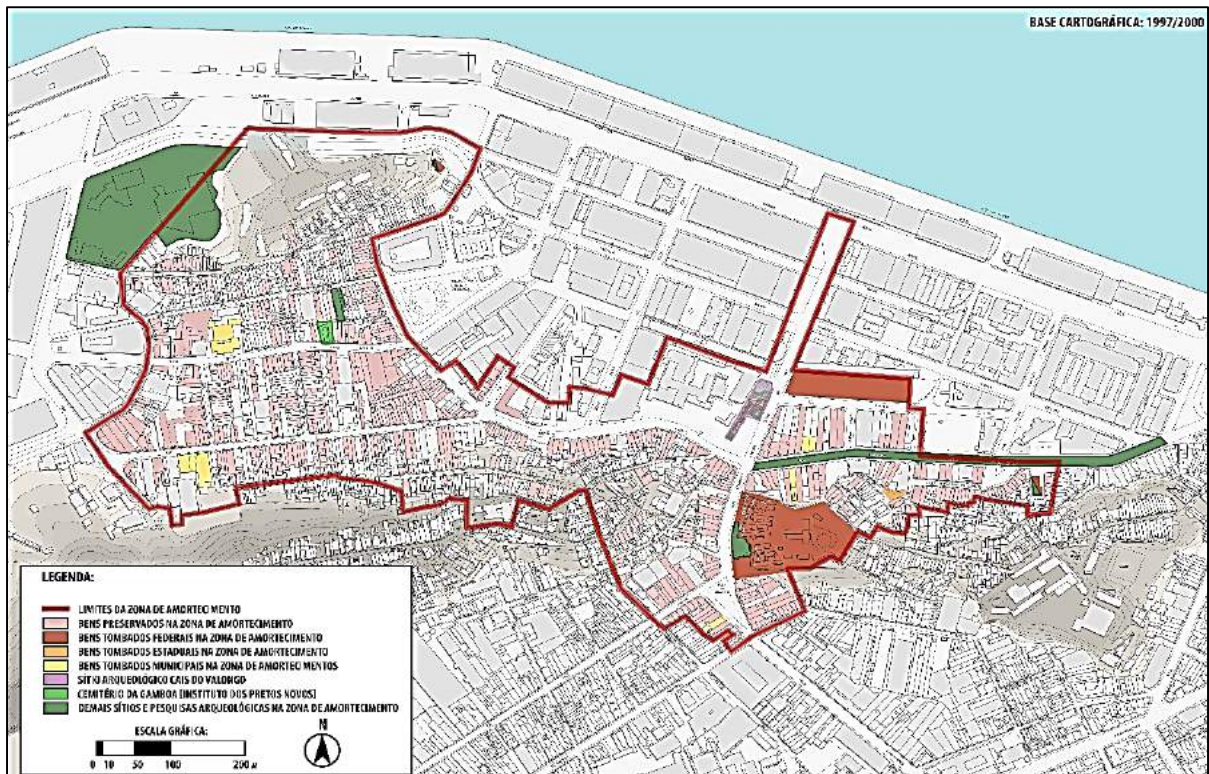 BASE CARTOGRÁFICA: 1997/2000
LEGENDA:
LIMITES DA ZONA DE AMORTECIMENTO
BENS PRESERVADOS NA ZONA DE AMORTECIMENTO
BENS TOMBADOS FEDERAIS NA ZONA DE AMORTECIMENTO
BENS TOMBADOS ESTADUAIS NA ZONA DE AMORTECIMENTO
BENS TOMBADOS MUNICIPAIS NA ZONA DE AMORTECIMENTOS
SÍTIO ARQUEOLÓGICO CAIS DO VALONGO
CEMITÉRIO DA GAMBOA (INSTITUTO DOS PRETOS NOVOS)
DEMAIS SÍTIOS E PESQUISAS ARQUEOLÓGICAS NA ZONA DE AMORTECIMENTO
ESCALA GRÁFICA:
N
0 10 50 100 200 M